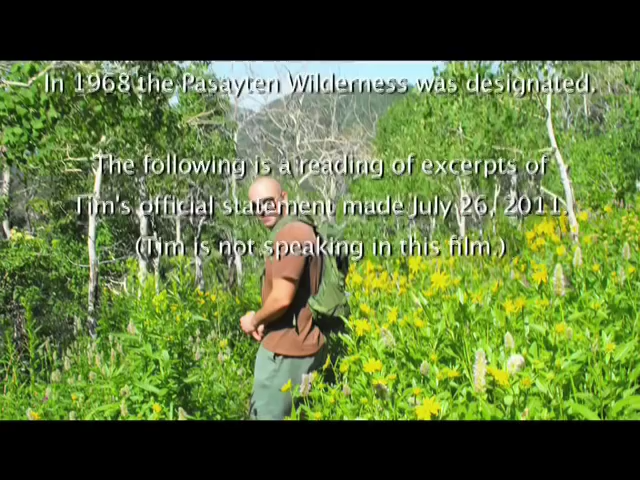 In 1968 the Pasayten Wilderness was designated.
The following is a reading of excerpts of
Tim's official statement made July 26, 2011.
(Tim is not speaking in this film.)